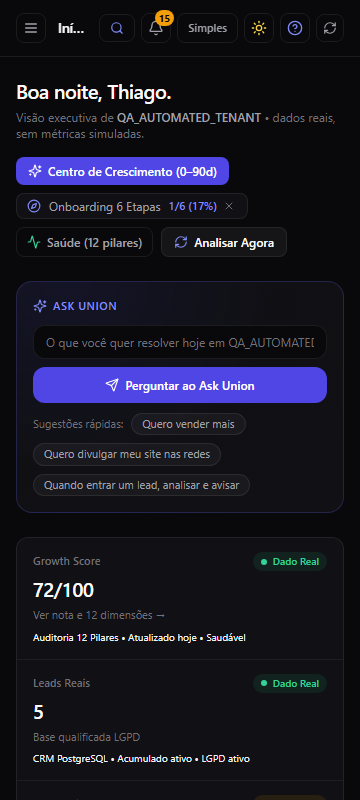 Iní...
15
Simples
Boa noite, Thiago.
Visão executiva de QA_AUTOMATED_TENANT • dados reais,
sem métricas simuladas.
Centro de Crescimento (0–90d)
Onboarding 6 Etapas 1/6 (17%)
Saúde (12 pilares)
Analisar Agora
ASK UNION
O que você quer resolver hoje em QA_AUTOMATE
Perguntar ao Ask Union
Sugestões rápidas: Quero vender mais
Quero divulgar meu site nas redes
Quando entrar um lead, analisar e avisar
Growth Score
Dado Real
72/100
Ver nota e 12 dimensões →
Auditoria 12 Pilares • Atualizado hoje • Saudável
Leads Reais
Dado Real
5
Base qualificada LGPD
CRM PostgreSQL • Acumulado ativo • LGPD ativo